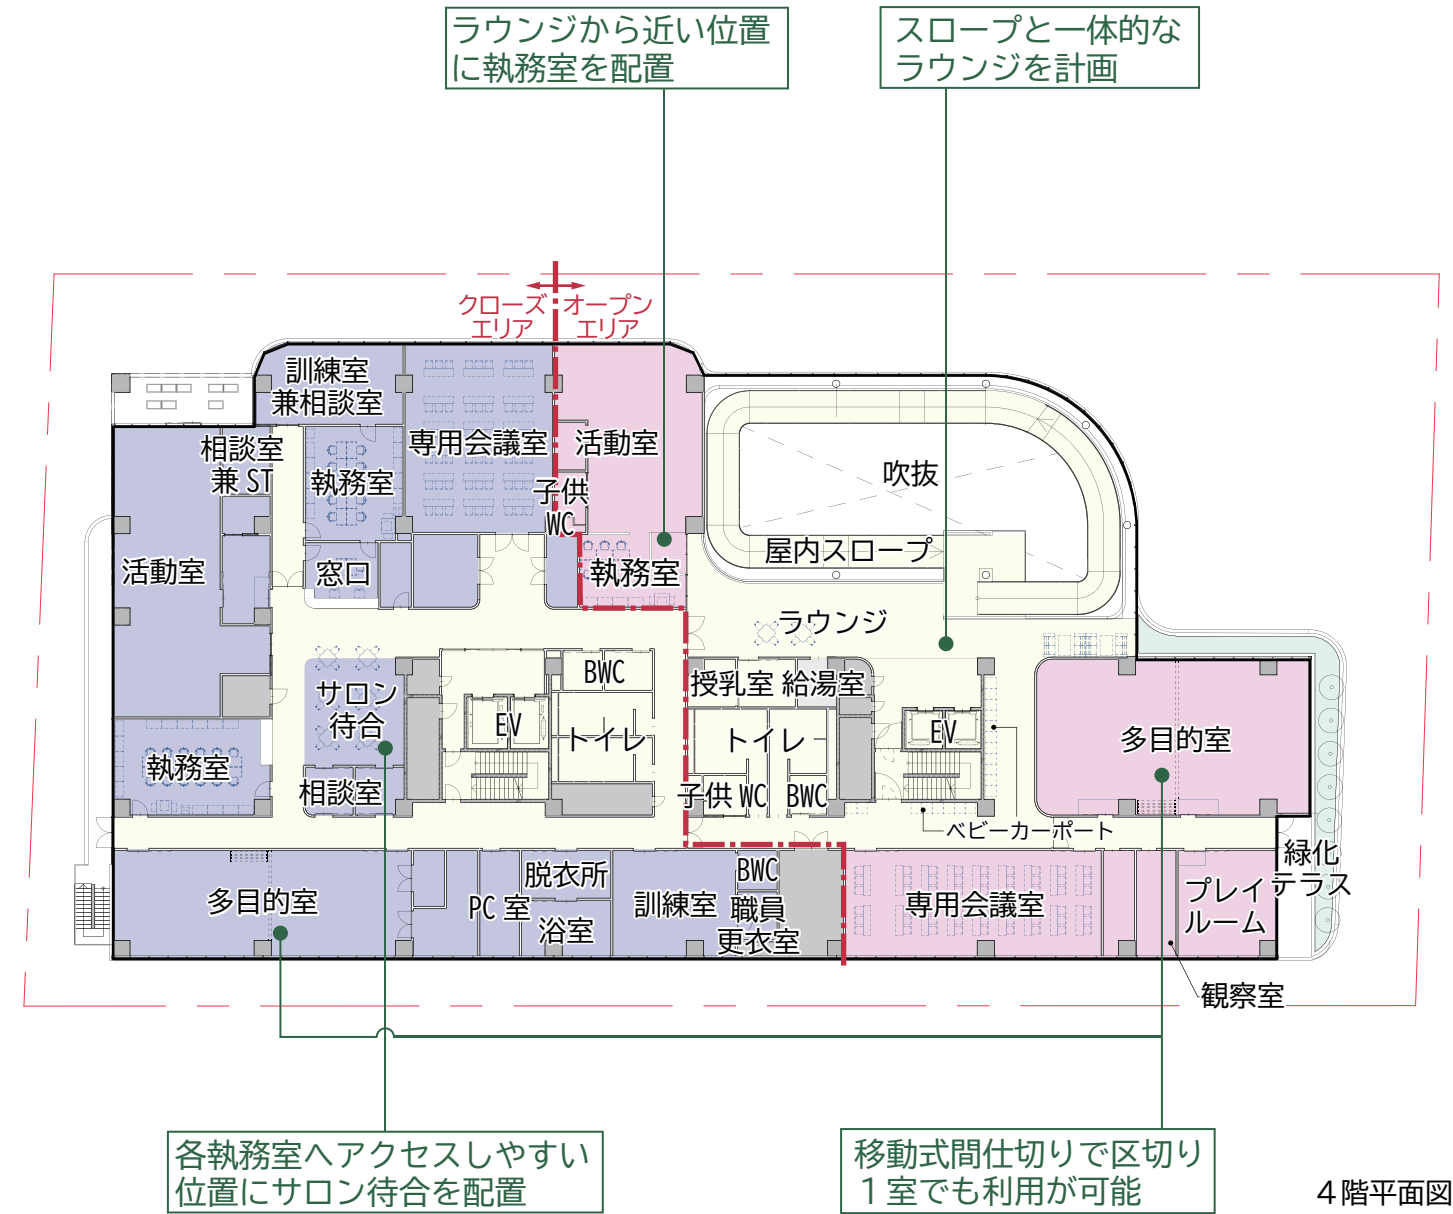 ラウンジから近い位置
に執務室を配置
スロープと一体的な
ラウンジを計画
クローズ
エリア
オープン
エリア
訓練室
兼相談室
相談室
兼 ST
執務室
専用会議室
活動室
子供
WC
吹抜
屋内スロープ
活動室
窓口
執務室
ラウンジ
サロン
待合
BWC
授乳室
給湯室
EV
トイレ
トイレ
EV
多目的室
執務室
相談室
子供 WC
BWC
ベビーカーポート
多目的室
PC 室
脱衣所
浴室
訓練室
BWC
職員
更衣室
専用会議室
プレイ
ルーム
緑化
テラス
観察室
各執務室へアクセスしやすい
位置にサロン待合を配置
移動式間仕切りで区切り
１室でも利用が可能
４階平面図